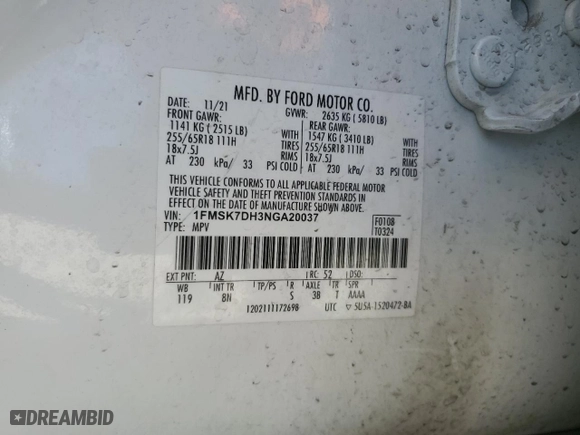 MFD. BY FORD MOTOR CO.
DATE: 11/21 GVWR: 2635 KG (5810 LB)
FRONT GAWR: REAR GAWR:
1141 KG (2515 LB) WITH 1547 KG (3410 LB) WITH
255/65R18 111H TIRES 255/65R18 111H TIRES
18x7.5J RIMS 18x7.5J RIMS
AT 230 kPa/ 33 PSI COLD AT 230 kPa/ 33 PSI COLD
THIS VEHICLE CONFORMS TO ALL APPLICABLE FEDERAL MOTOR
VEHICLE SAFETY AND BUMPER AND THEFT PREVENTION STANDARDS IN
EFFECT ON THE DATE OF MANUFACTURE SHOWN ABOVE.
VIN: 1FMSK7DH3NGA20037 F0108
TYPE: MPV T0324
EXT PNT: AZ RC: 52 DSO:
WB INT TR TP/PS R AXLE TR SPR
119 8N S 38 T AAAA
1202111172698 UTC ▽ 5U5A-1520472-BA
DREAMBID